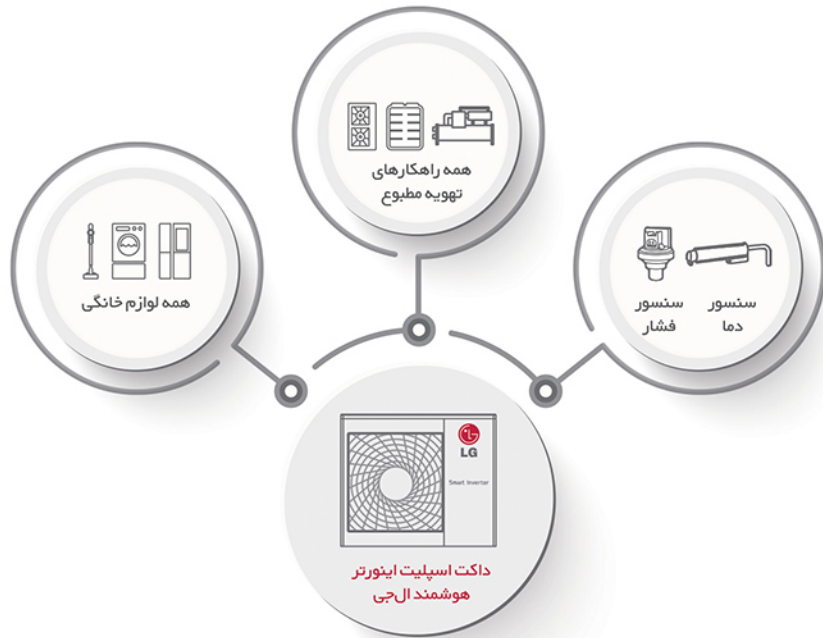 همه راهکارهای
تهویه مطبوع
همه لوازم خانگی
سنسور
دما
سنسور
فشار
LG
Smart Inverter
داکت اسپلیت اینورتر
هوشمند ال‌جی